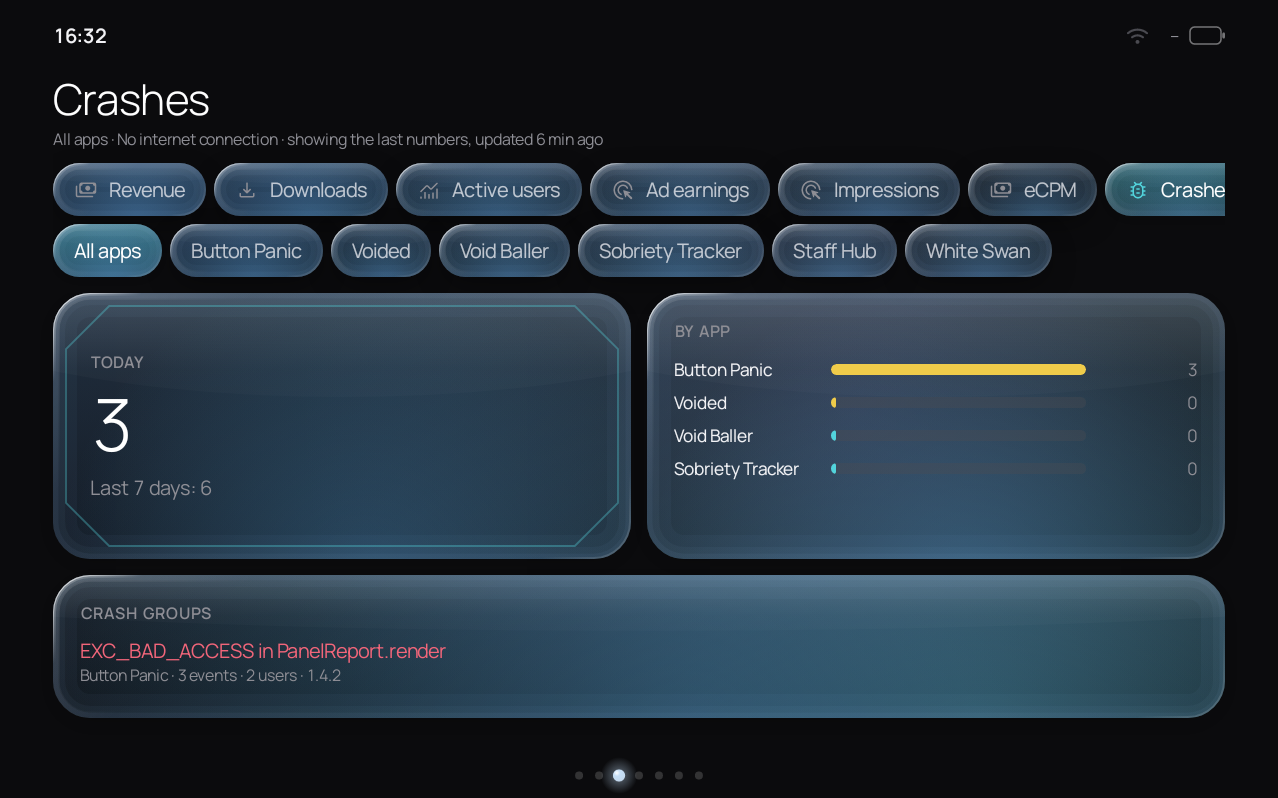 16:32
Crashes
All apps · No internet connection · showing the last numbers, updated 6 min ago
Revenue Downloads Active users Ad earnings Impressions eCPM Crashe
All apps Button Panic Voided Void Baller Sobriety Tracker Staff Hub White Swan
TODAY
3
Last 7 days: 6
BY APP
Button Panic 3
Voided 0
Void Baller 0
Sobriety Tracker 0
CRASH GROUPS
EXC_BAD_ACCESS in PanelReport.render
Button Panic · 3 events · 2 users · 1.4.2